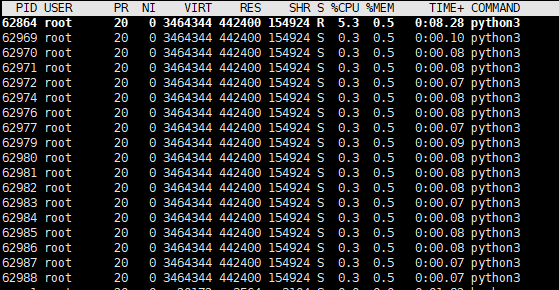 PID USER PR NI VIRT RES SHR S %CPU %MEM TIME+ COMMAND
62864 root 20 0 3464344 442400 154924 R 5.3 0.5 0:08.28 python3
62969 root 20 0 3464344 442400 154924 S 0.3 0.5 0:00.10 python3
62970 root 20 0 3464344 442400 154924 S 0.3 0.5 0:00.08 python3
62971 root 20 0 3464344 442400 154924 S 0.3 0.5 0:00.08 python3
62972 root 20 0 3464344 442400 154924 S 0.3 0.5 0:00.07 python3
62974 root 20 0 3464344 442400 154924 S 0.3 0.5 0:00.08 python3
62976 root 20 0 3464344 442400 154924 S 0.3 0.5 0:00.08 python3
62977 root 20 0 3464344 442400 154924 S 0.3 0.5 0:00.07 python3
62979 root 20 0 3464344 442400 154924 S 0.3 0.5 0:00.09 python3
62980 root 20 0 3464344 442400 154924 S 0.3 0.5 0:00.08 python3
62981 root 20 0 3464344 442400 154924 S 0.3 0.5 0:00.08 python3
62982 root 20 0 3464344 442400 154924 S 0.3 0.5 0:00.08 python3
62983 root 20 0 3464344 442400 154924 S 0.3 0.5 0:00.07 python3
62984 root 20 0 3464344 442400 154924 S 0.3 0.5 0:00.08 python3
62985 root 20 0 3464344 442400 154924 S 0.3 0.5 0:00.08 python3
62986 root 20 0 3464344 442400 154924 S 0.3 0.5 0:00.08 python3
62987 root 20 0 3464344 442400 154924 S 0.3 0.5 0:00.07 python3
62988 root 20 0 3464344 442400 154924 S 0.3 0.5 0:00.07 python3